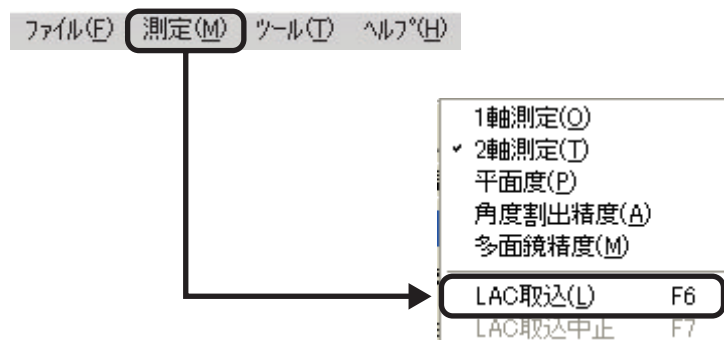 ファイル(F) 測定(M) ツール(T) ヘルプ(H)
1軸測定(O)
✓ 2軸測定(T)
平面度(P)
角度割出精度(A)
多面鏡精度(M)
LAC取込(L) F6
LAC取込中止 F7